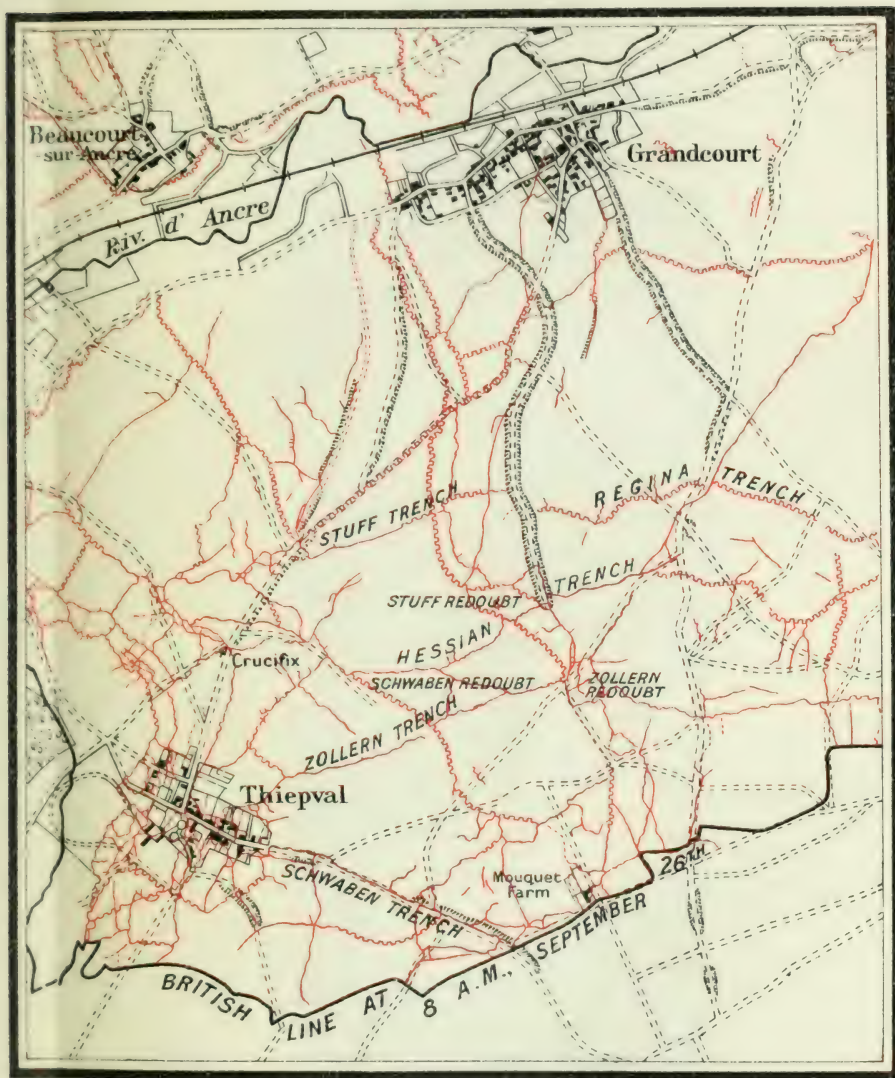 Beaucourt
-sur-Ancre
Grandcourt
Riv. d' Ancre
REGINA TRENCH
STUFF TRENCH
STUFF REDOUBT
HESSIAN TRENCH
Crucifix
SCHWABEN REDOUBT
ZOLLERN
REDOUBT
ZOLLERN TRENCH
Thiepval
SCHWABEN TRENCH
Mouquet
Farm
BRITISH LINE AT 8 A.M., SEPTEMBER 26TH.